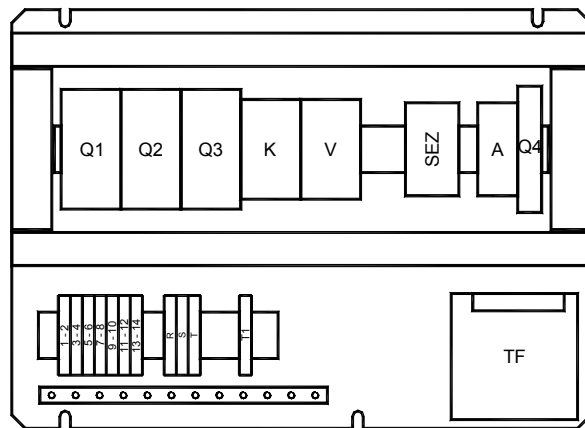 Q1 Q2 Q3 K V SEZ A Q4
1 - 2
3 - 4
5 - 6
7 - 8
9 - 10
11 - 12
13 - 14
R
S
T
T1
TF